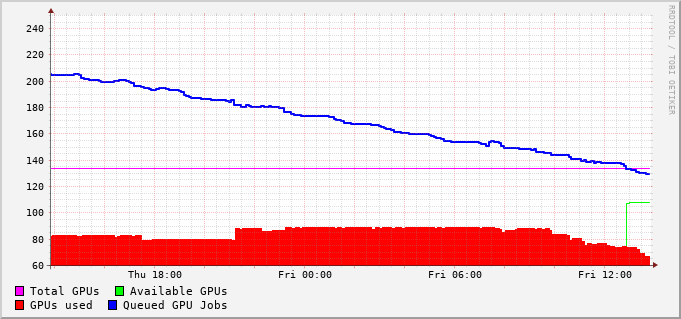 240
220
200
180
160
140
120
100
80
60
Thu 18:00 Fri 00:00 Fri 06:00 Fri 12:00
Total GPUs Available GPUs
GPUs used Queued GPU Jobs
RRDTOOL / TOBI OETIKER